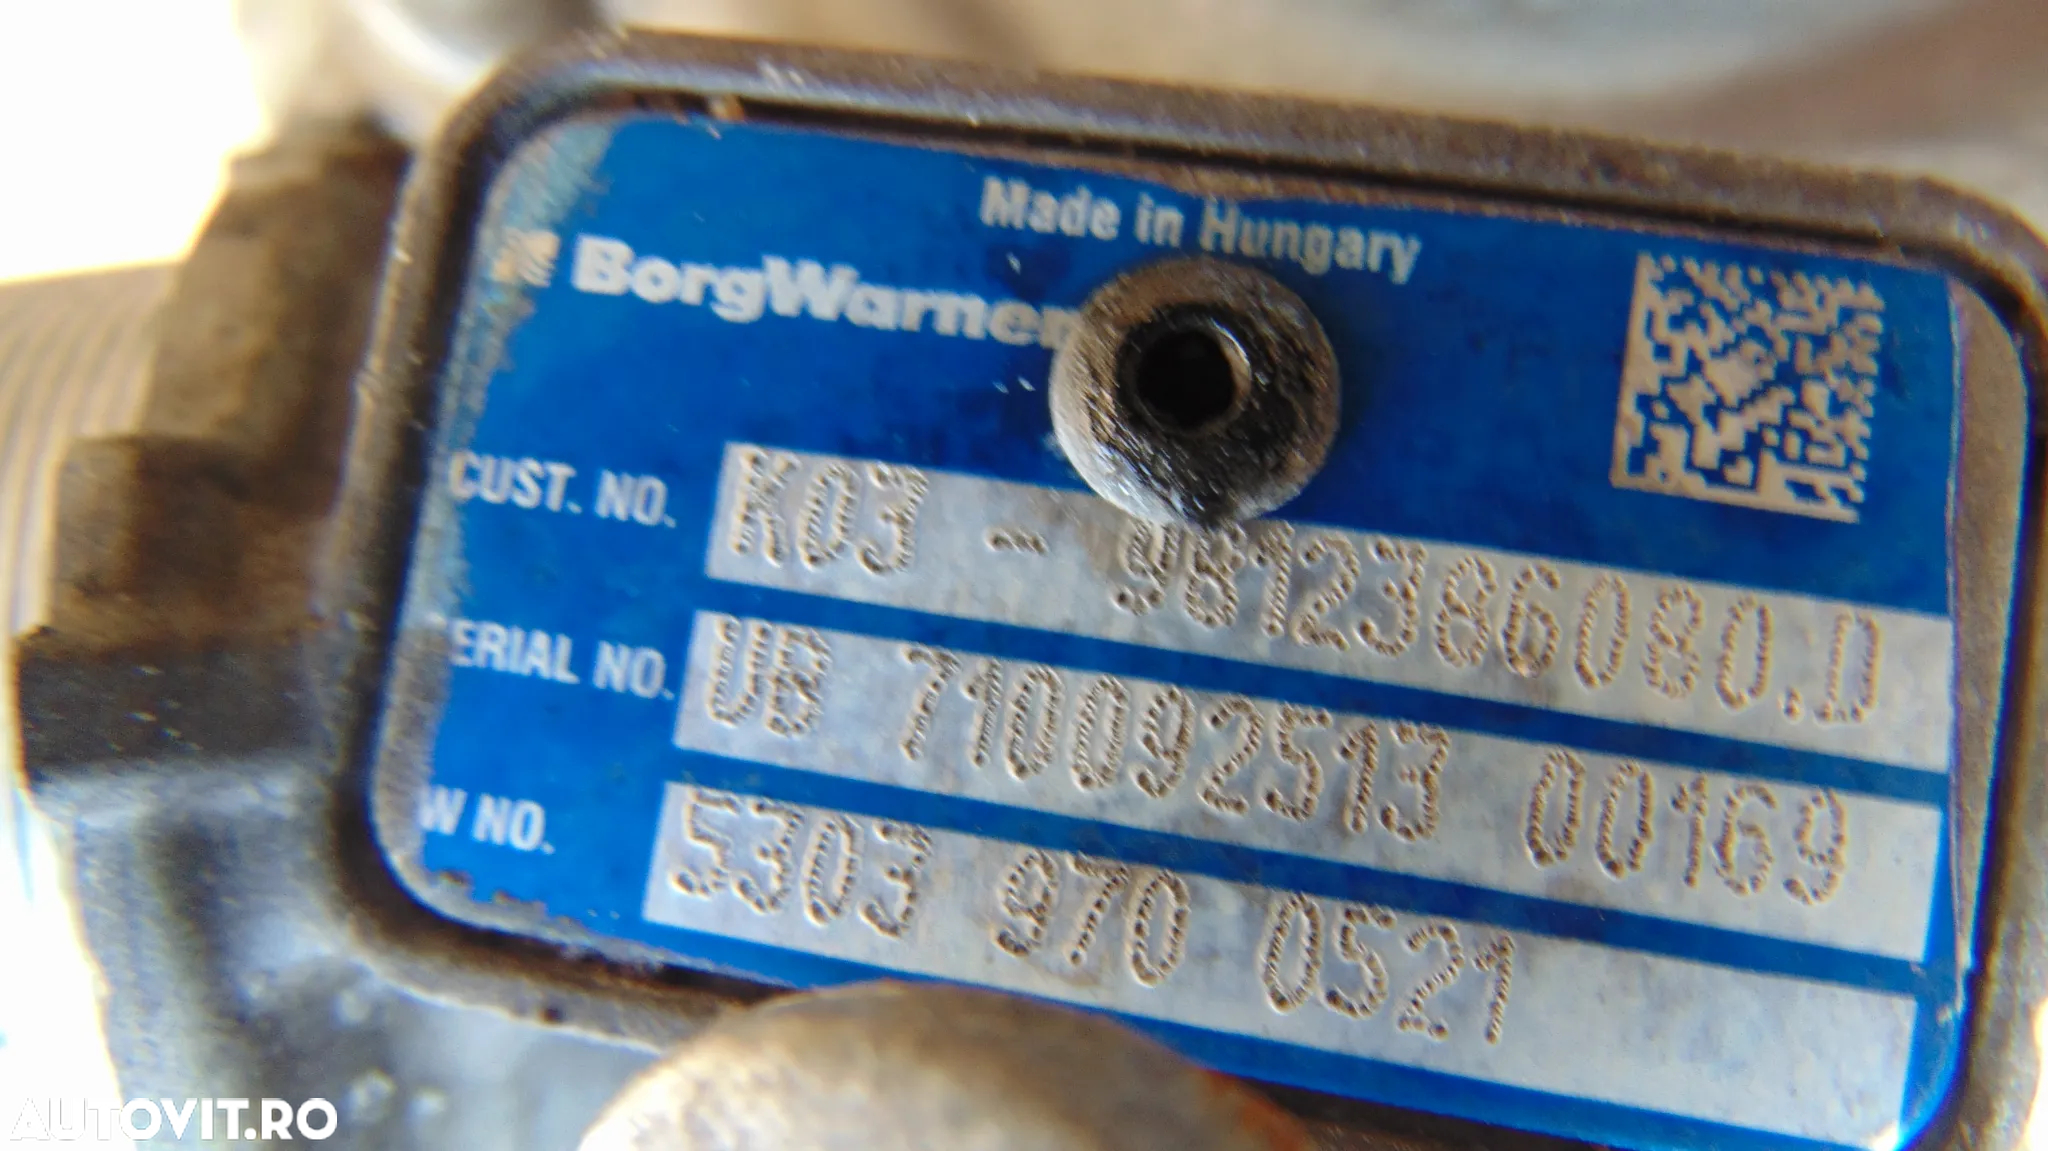 Made in Hungary
BorgWarner
CUST. NO. K03 - 9812386080.D
ERIAL NO. UB 710092513 00169
W NO. 5303 970 0521
AUTOVIT.RO